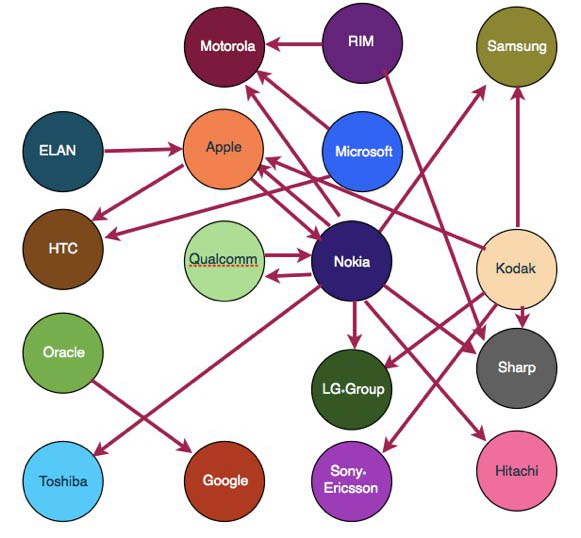 RIM
Motorola
Samsung
ELAN
Apple
Microsoft
HTC
Qualcomm
Nokia
Kodak
Oracle
LG-Group
Sharp
Toshiba
Google
Sony-
Ericsson
Hitachi